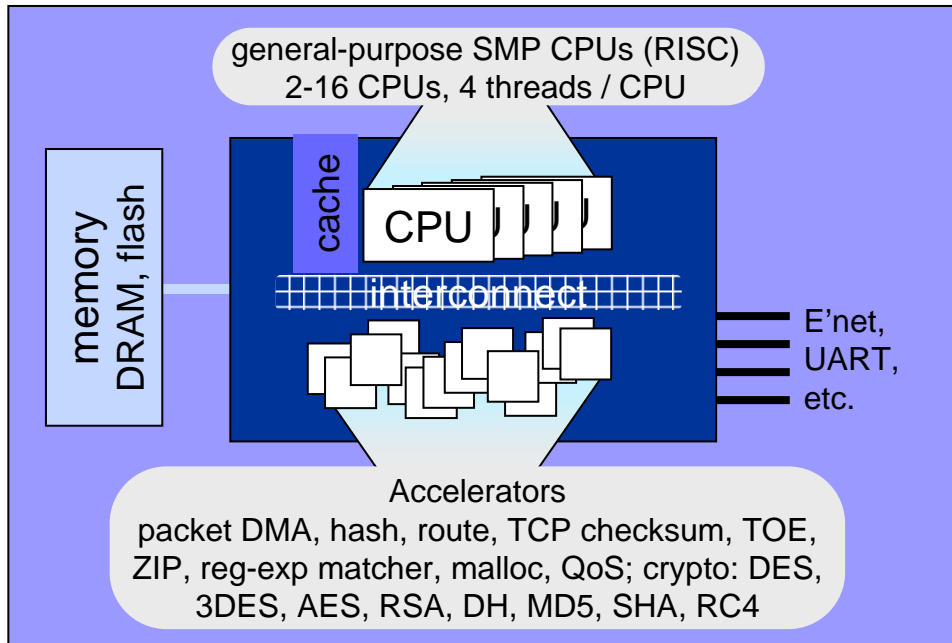 general-purpose SMP CPUs (RISC)
2-16 CPUs, 4 threads / CPU
cache
CPU
U
U
U
U
memory
DRAM, flash
interconnect
E'net,
UART,
etc.
Accelerators
packet DMA, hash, route, TCP checksum, TOE,
ZIP, reg-exp matcher, malloc, QoS; crypto: DES,
3DES, AES, RSA, DH, MD5, SHA, RC4